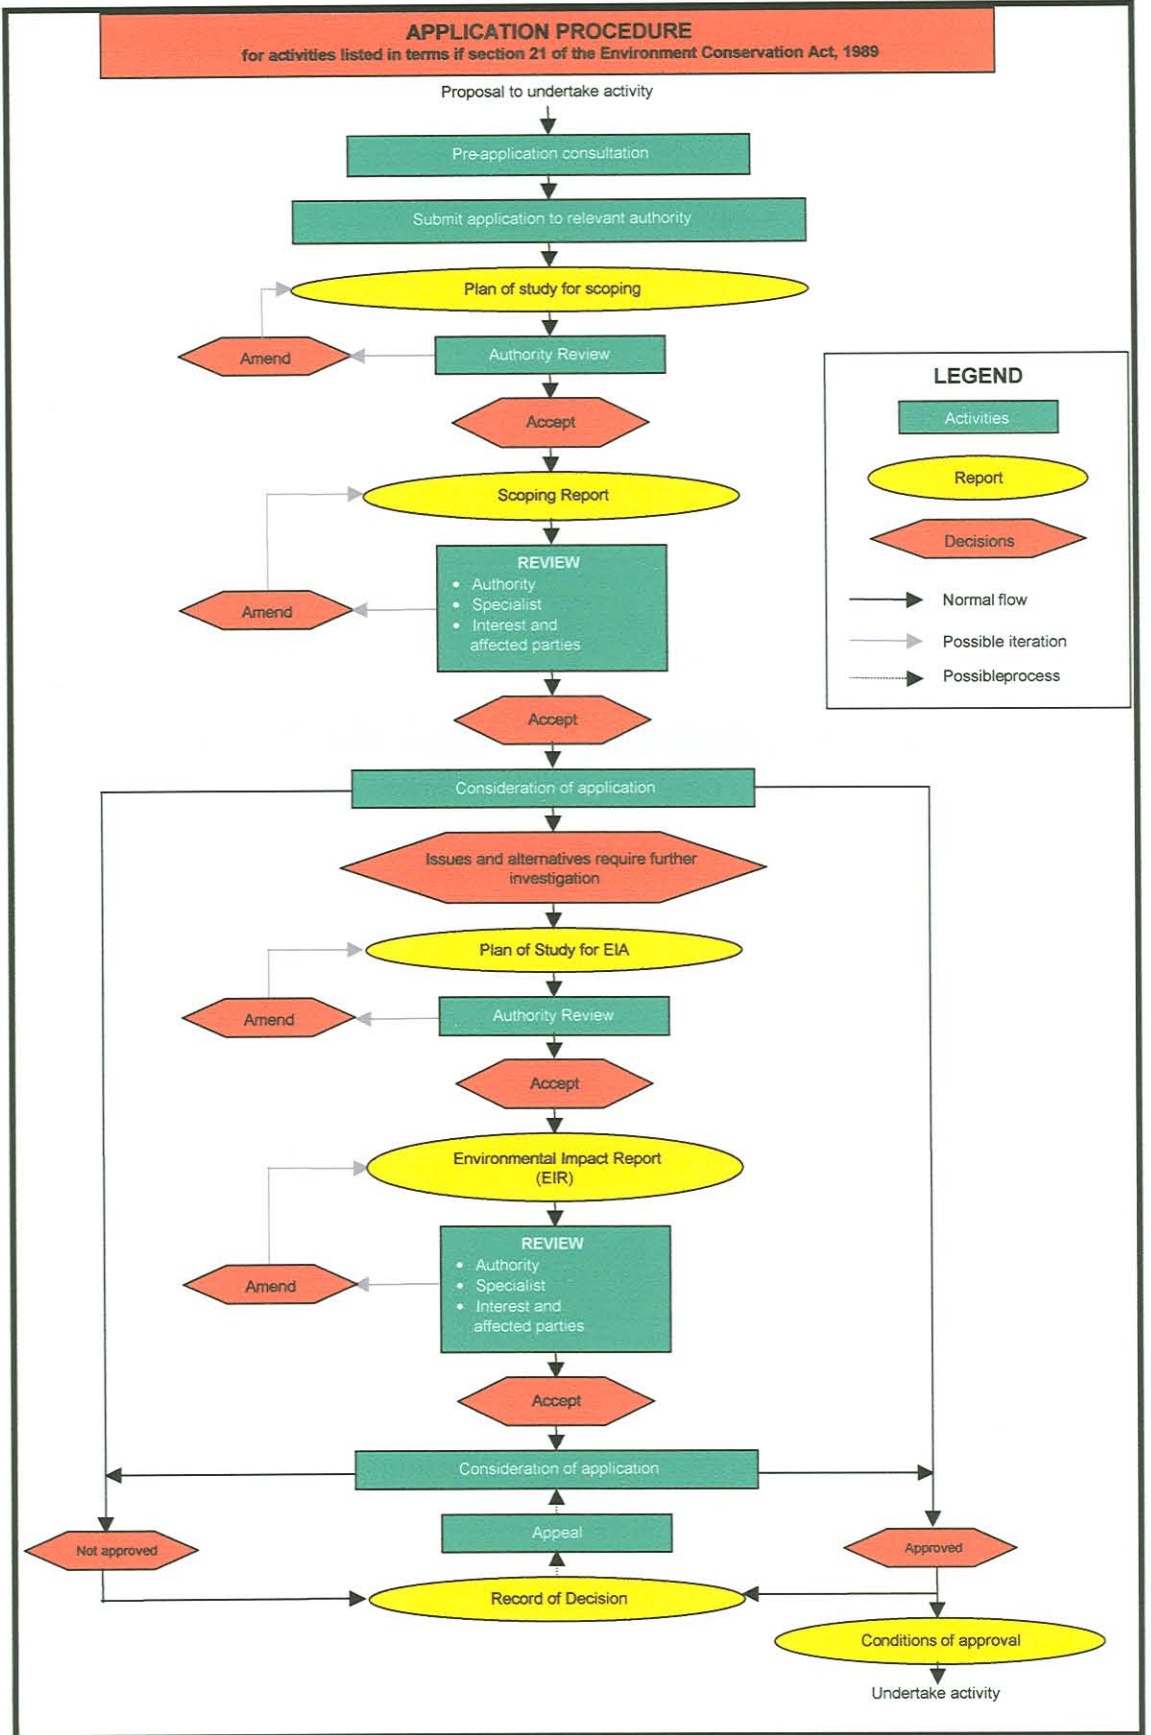 APPLICATION PROCEDURE
for activities listed in terms if section 21 of the Environment Conservation Act, 1989
Proposal to undertake activity
Pre-application consultation
Submit application to relevant authority
Plan of study for scoping
Amend
Authority Review
Accept
Scoping Report
REVIEW
• Authority
• Specialist
• Interest and
affected parties
Amend
Accept
LEGEND
Activities
Report
Decisions
Normal flow
Possible iteration
Possibleprocess
Consideration of application
Issues and alternatives require further
investigation
Plan of Study for EIA
Amend
Authority Review
Accept
Environmental Impact Report
(EIR)
REVIEW
• Authority
• Specialist
• Interest and
affected parties
Amend
Accept
Consideration of application
Appeal
Not approved
Approved
Record of Decision
Conditions of approval
Undertake activity